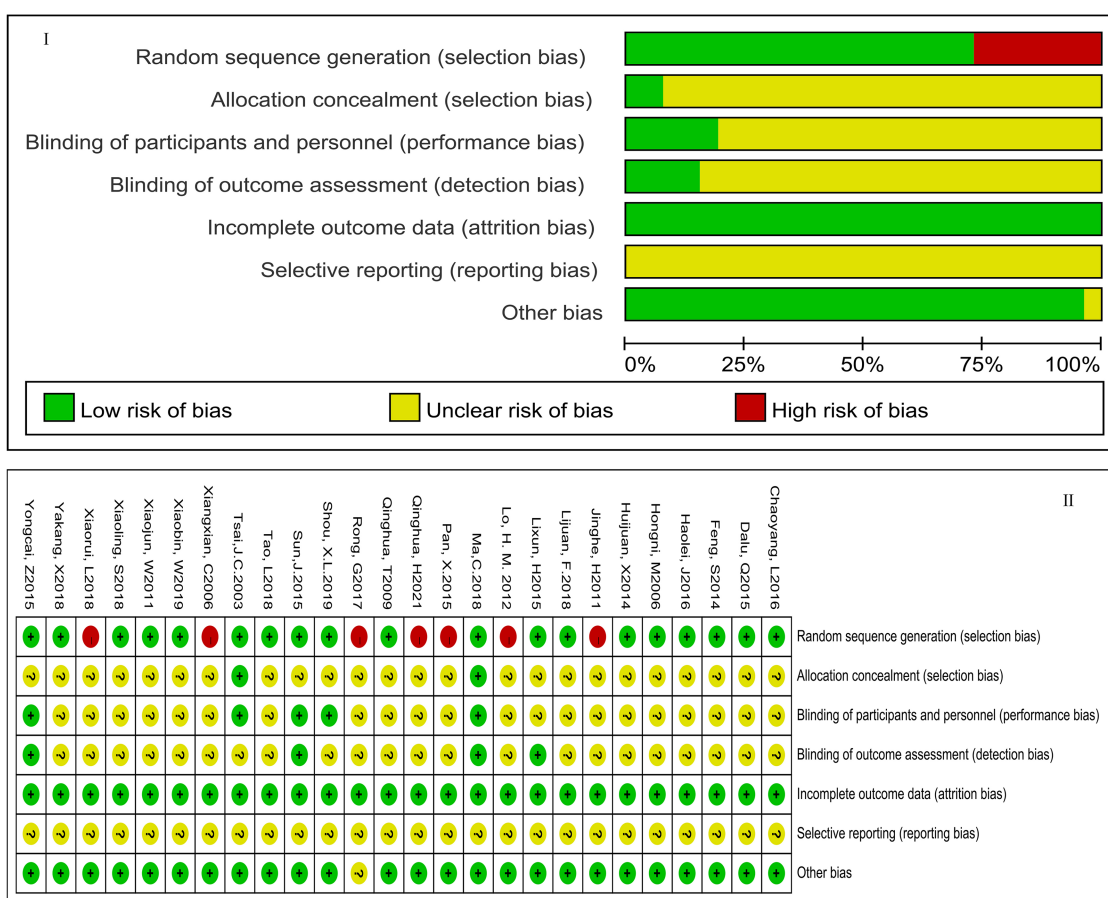 I
Random sequence generation (selection bias)
Allocation concealment (selection bias)
Blinding of participants and personnel (performance bias)
Blinding of outcome assessment (detection bias)
Incomplete outcome data (attrition bias)
Selective reporting (reporting bias)
Other bias
0% 25% 50% 75% 100%
Low risk of bias Unclear risk of bias High risk of bias
II
Yongcai, Z2015
Yakang, X2018
Xiaorui, L2018
Xiaoling, S2018
Xiaojun, W2011
Xiaobin, W2019
Xiangxian, C2006
Tsai,J.C.2003
Tao, L2018
Sun,J.2015
Shou, X.L.2019
Rong, G2017
Qinghua, T2009
Qinghua, H2021
Pan, X.2015
Ma,C.2018
Lo, H. M. 2012
Lixun, H2015
Lijuan, F.2018
Jinghe, H2011
Huijuan, X2014
Hongni, M2006
Haolei, J2016
Feng, S2014
Dalu, Q2015
Chaoyang, L2016
+ + - + + + - + + + + - + - - + - + + - + + + + + + Random sequence generation (selection bias)
? ? ? ? ? ? ? + ? ? ? ? ? ? ? + ? ? ? ? ? ? ? ? ? ? Allocation concealment (selection bias)
+ ? ? ? ? ? ? + ? + + ? ? ? ? + ? ? ? ? ? ? ? ? ? ? Blinding of participants and personnel (performance bias)
+ ? ? ? ? ? ? ? ? + ? ? ? ? ? + ? + ? ? ? ? ? ? ? ? Blinding of outcome assessment (detection bias)
+ + + + + + + + + + + + + + + + + + + + + + + + + + Incomplete outcome data (attrition bias)
? ? ? ? ? ? ? ? ? ? ? ? ? ? ? ? ? ? ? ? ? ? ? ? ? ? Selective reporting (reporting bias)
+ + + + + + + + + + + ? + + + + + + + + + + + + + + Other bias